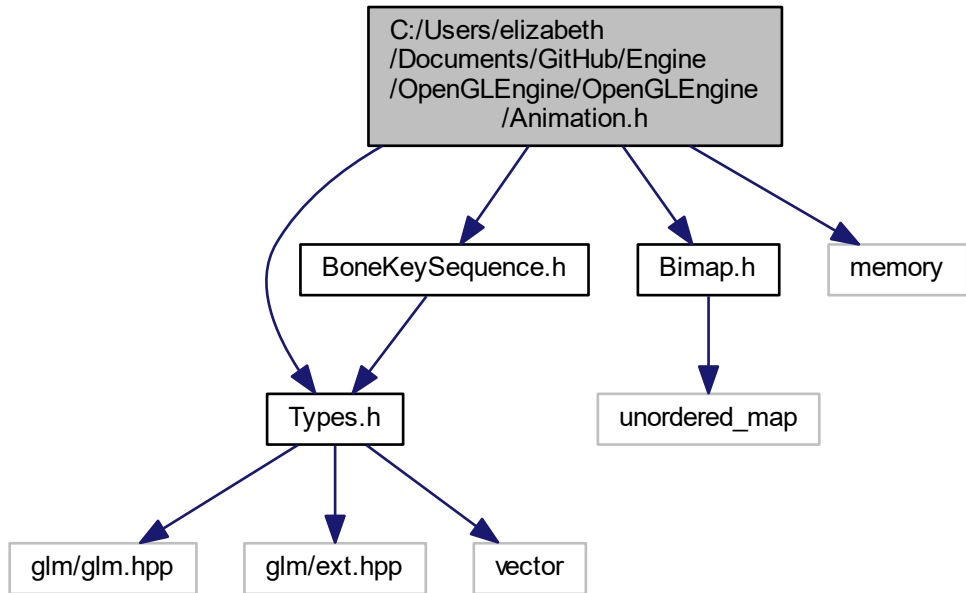 C:/Users/elizabeth
/Documents/GitHub/Engine
/OpenGLEngine/OpenGLEngine
/Animation.h
BoneKeySequence.h
Bimap.h
memory
Types.h
unordered_map
glm/glm.hpp
glm/ext.hpp
vector